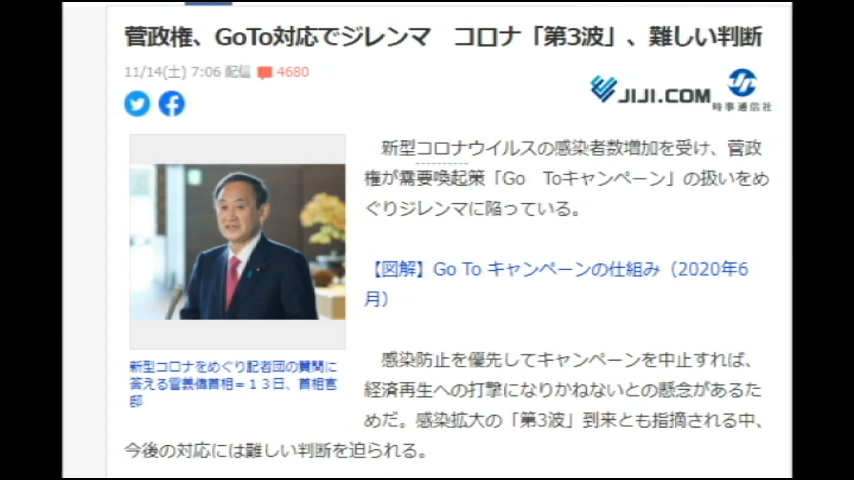 菅政権、GoTo対応でジレンマ　コロナ「第3波」、難しい判断
11/14(土) 7:06 配信 4680
JIJI.COM
時事通信社
新型コロナウイルスの感染者数増加を受け、菅政
権が需要喚起策「Go　Toキャンペーン」の扱いをめ
ぐりジレンマに陥っている。
【図解】Go To キャンペーンの仕組み（2020年6
月）
新型コロナをめぐり記者団の質問に
答える菅義偉首相＝１３日、首相官
邸
感染防止を優先してキャンペーンを中止すれば、
経済再生への打撃になりかねないとの懸念があるた
めだ。感染拡大の「第3波」到来とも指摘される中、
今後の対応には難しい判断を迫られる。